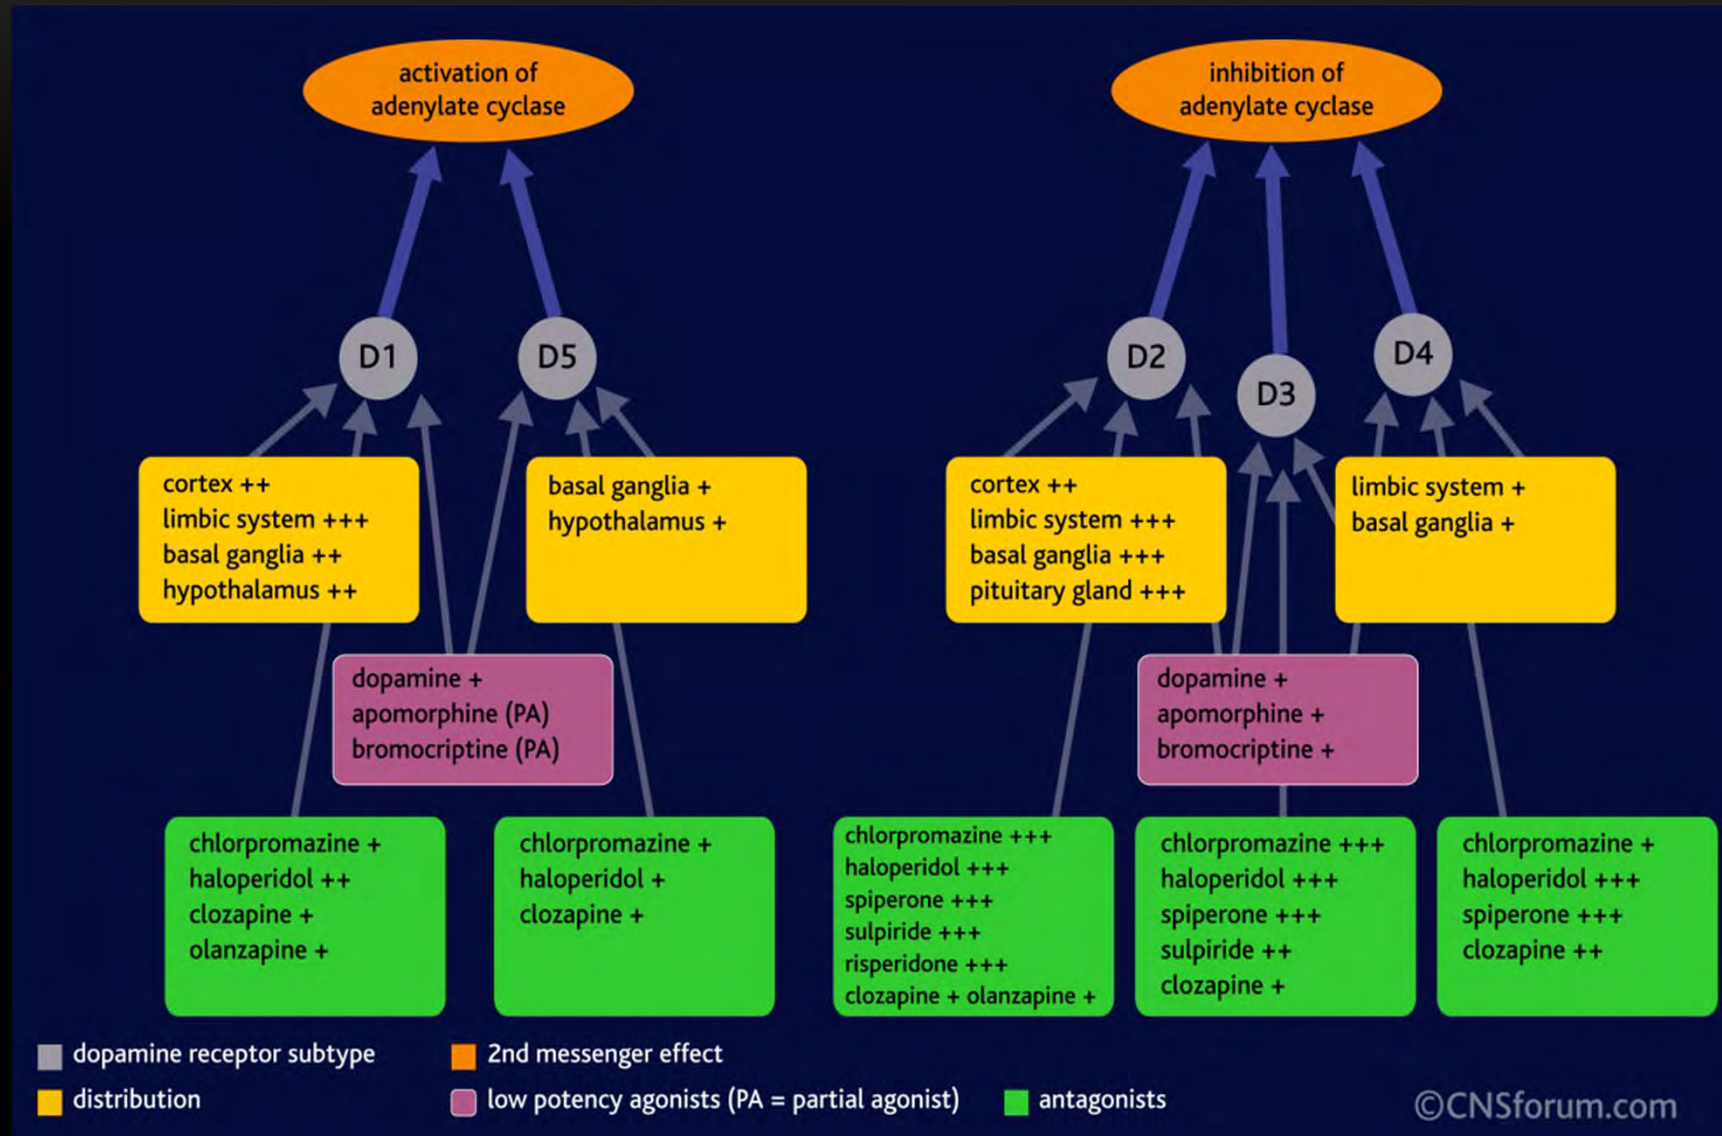 activation of
adenylate cyclase
inhibition of
adenylate cyclase
D1
D5
D2
D3
D4
cortex ++
limbic system +++
basal ganglia ++
hypothalamus ++
basal ganglia +
hypothalamus +
cortex ++
limbic system +++
basal ganglia +++
pituitary gland +++
limbic system +
basal ganglia +
dopamine +
apomorphine (PA)
bromocriptine (PA)
dopamine +
apomorphine +
bromocriptine +
chlorpromazine +
haloperidol ++
clozapine +
olanzapine +
chlorpromazine +
haloperidol +
clozapine +
chlorpromazine +++
haloperidol +++
spiperone +++
sulpiride +++
risperidone +++
clozapine + olanzapine +
chlorpromazine +++
haloperidol +++
spiperone +++
sulpiride ++
clozapine +
chlorpromazine +
haloperidol +++
spiperone +++
clozapine ++
dopamine receptor subtype
2nd messenger effect
distribution
low potency agonists (PA = partial agonist)
antagonists
©CNSforum.com